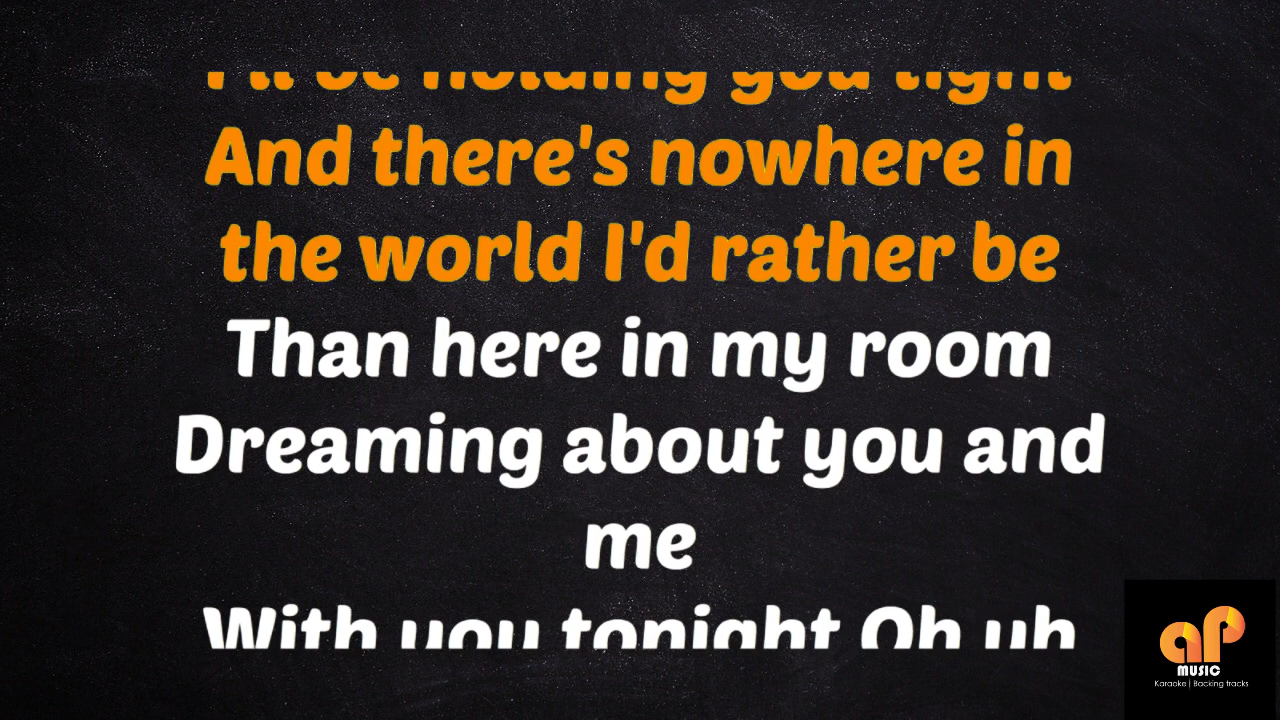 I'll be holding you tight
And there's nowhere in
the world I'd rather be
Than here in my room
Dreaming about you and
me
With you tonight Oh uh
aP
MUSIC
Karaoke | Backing tracks